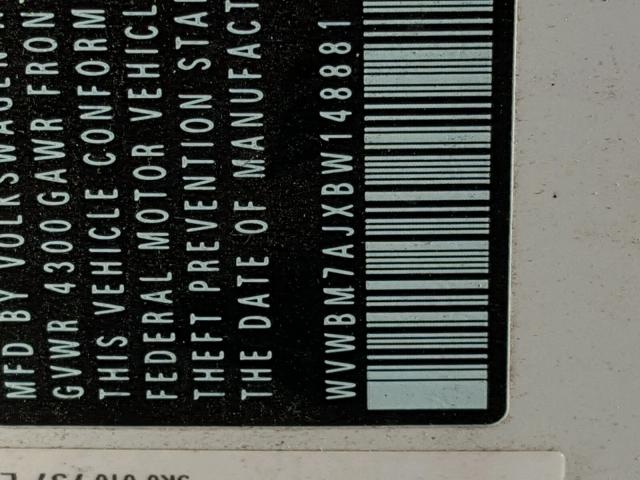 MFD BY VOLKSWAGEN
GVWR 4300 GAWR FRON
THIS VEHICLE CONFORM
FEDERAL MOTOR VEHICL
THEFT PREVENTION STA
THE DATE OF MANUFACT
WVWBM7AJXBW148881